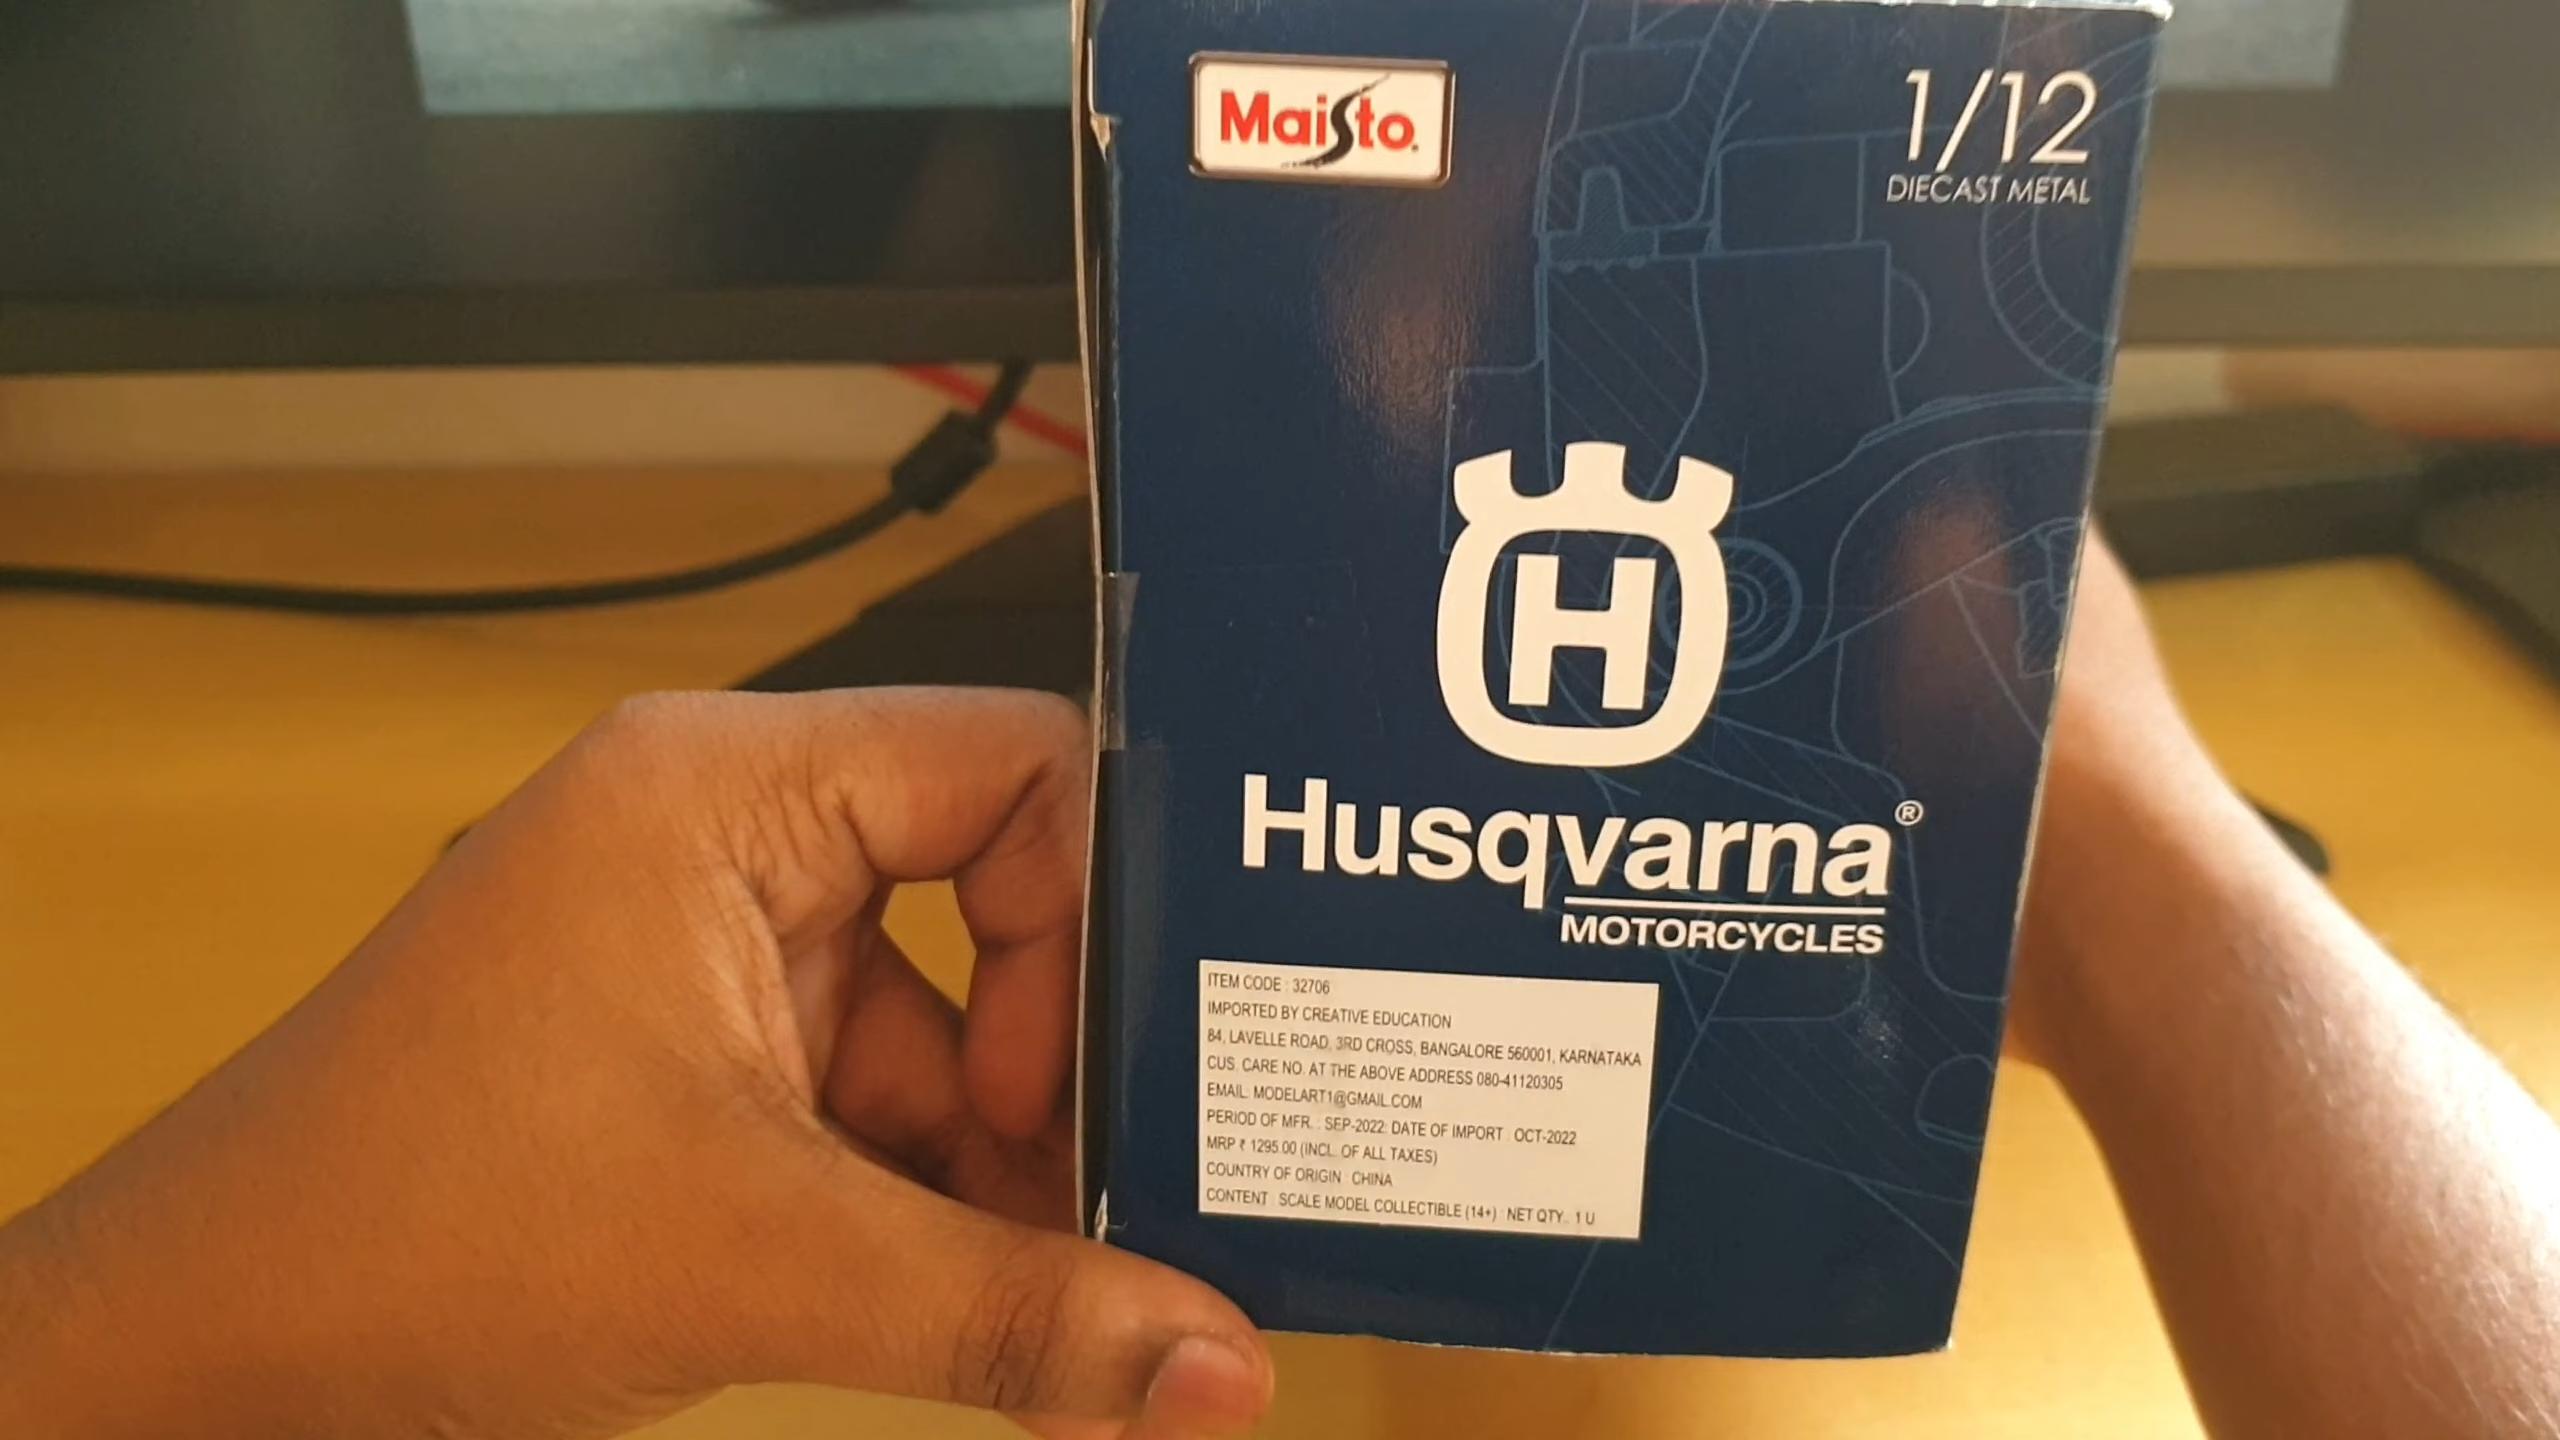 Maisto
1/12
DIECAST METAL
H
Husqvarna®
MOTORCYCLES
ITEM CODE : 32706
IMPORTED BY CREATIVE EDUCATION
84, LAVELLE ROAD, 3RD CROSS, BANGALORE 560001, KARNATAKA
CUS. CARE NO. AT THE ABOVE ADDRESS 080-41120305
EMAIL: MODELART1@GMAIL.COM
PERIOD OF MFR. : SEP-2022: DATE OF IMPORT : OCT-2022
MRP ₹ 1295.00 (INCL. OF ALL TAXES)
COUNTRY OF ORIGIN : CHINA
CONTENT : SCALE MODEL COLLECTIBLE (14+) : NET QTY.. 1 U